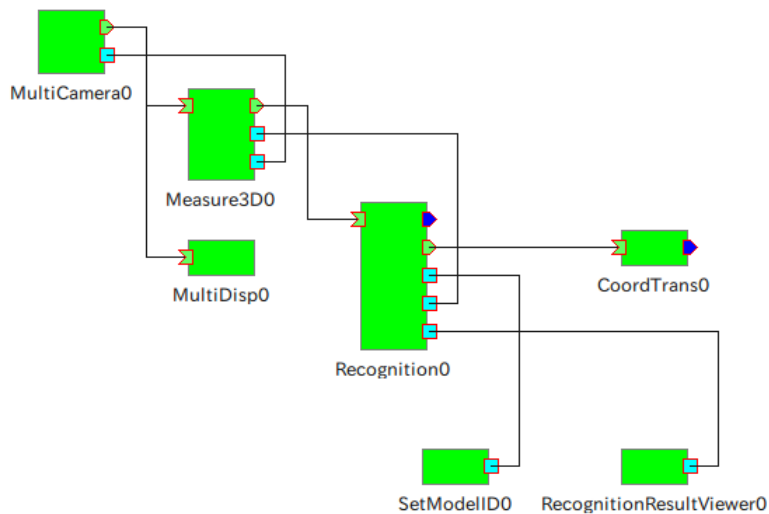 MultiCamera0
Measure3D0
MultiDisp0
CoordTrans0
Recognition0
SetModelID0
RecognitionResultViewer0